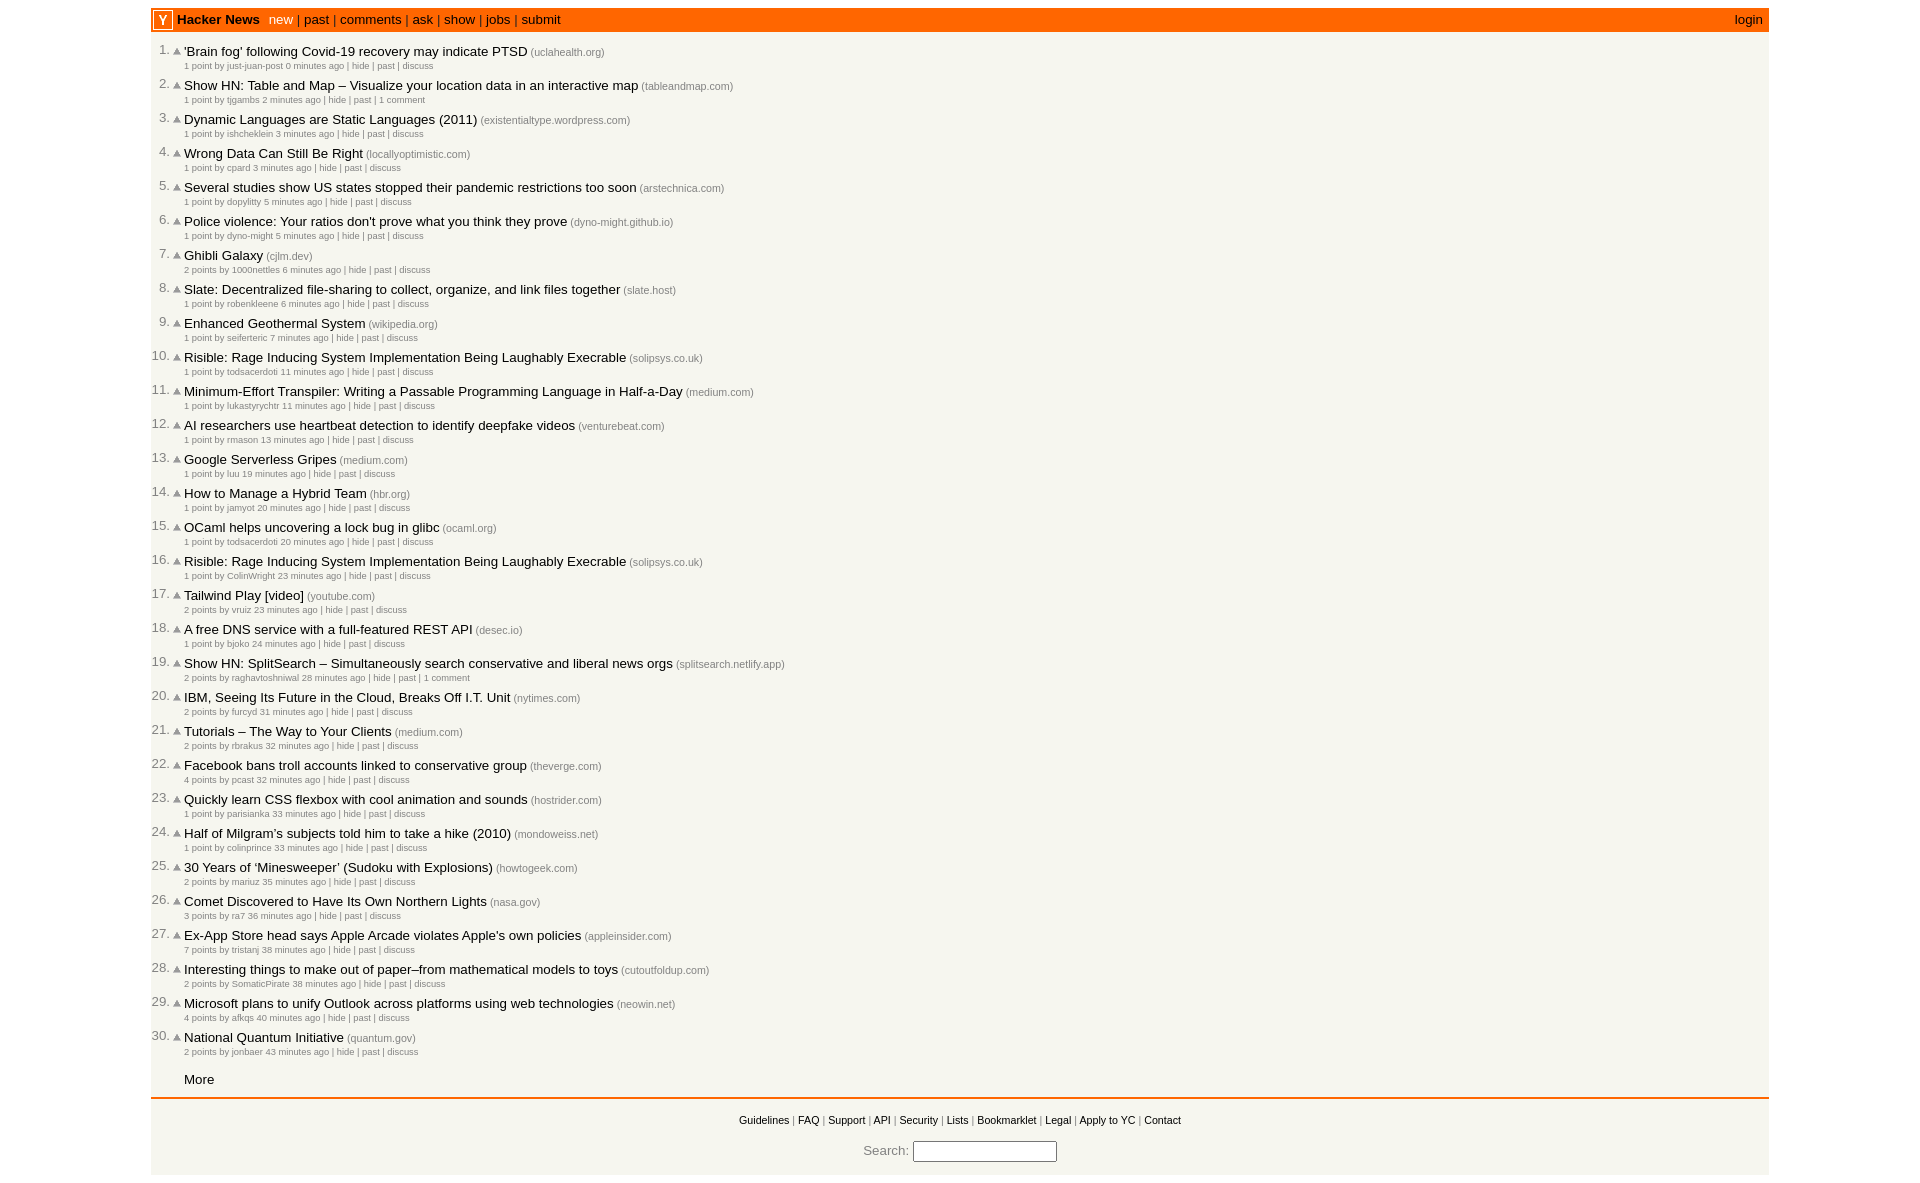 Y Hacker News new | past | comments | ask | show | jobs | submit login
1. 'Brain fog' following Covid-19 recovery may indicate PTSD (uclahealth.org)
1 point by just-juan-post 0 minutes ago | hide | past | discuss
2. Show HN: Table and Map – Visualize your location data in an interactive map (tableandmap.com)
1 point by tjgambs 2 minutes ago | hide | past | 1 comment
3. Dynamic Languages are Static Languages (2011) (existentialtype.wordpress.com)
1 point by ishcheklein 3 minutes ago | hide | past | discuss
4. Wrong Data Can Still Be Right (locallyoptimistic.com)
1 point by cpard 3 minutes ago | hide | past | discuss
5. Several studies show US states stopped their pandemic restrictions too soon (arstechnica.com)
1 point by dopylitty 5 minutes ago | hide | past | discuss
6. Police violence: Your ratios don't prove what you think they prove (dyno-might.github.io)
1 point by dyno-might 5 minutes ago | hide | past | discuss
7. Ghibli Galaxy (cjlm.dev)
2 points by 1000nettles 6 minutes ago | hide | past | discuss
8. Slate: Decentralized file-sharing to collect, organize, and link files together (slate.host)
1 point by robenkleene 6 minutes ago | hide | past | discuss
9. Enhanced Geothermal System (wikipedia.org)
1 point by seiferteric 7 minutes ago | hide | past | discuss
10. Risible: Rage Inducing System Implementation Being Laughably Execrable (solipsys.co.uk)
1 point by todsacerdoti 11 minutes ago | hide | past | discuss
11. Minimum-Effort Transpiler: Writing a Passable Programming Language in Half-a-Day (medium.com)
1 point by lukastyrychtr 11 minutes ago | hide | past | discuss
12. AI researchers use heartbeat detection to identify deepfake videos (venturebeat.com)
1 point by rmason 13 minutes ago | hide | past | discuss
13. Google Serverless Gripes (medium.com)
1 point by luu 19 minutes ago | hide | past | discuss
14. How to Manage a Hybrid Team (hbr.org)
1 point by jamyot 20 minutes ago | hide | past | discuss
15. OCaml helps uncovering a lock bug in glibc (ocaml.org)
1 point by todsacerdoti 20 minutes ago | hide | past | discuss
16. Risible: Rage Inducing System Implementation Being Laughably Execrable (solipsys.co.uk)
1 point by ColinWright 23 minutes ago | hide | past | discuss
17. Tailwind Play [video] (youtube.com)
2 points by vruiz 23 minutes ago | hide | past | discuss
18. A free DNS service with a full-featured REST API (desec.io)
1 point by bjoko 24 minutes ago | hide | past | discuss
19. Show HN: SplitSearch – Simultaneously search conservative and liberal news orgs (splitsearch.netlify.app)
2 points by raghavtoshniwal 28 minutes ago | hide | past | 1 comment
20. IBM, Seeing Its Future in the Cloud, Breaks Off I.T. Unit (nytimes.com)
2 points by furcyd 31 minutes ago | hide | past | discuss
21. Tutorials – The Way to Your Clients (medium.com)
2 points by rbrakus 32 minutes ago | hide | past | discuss
22. Facebook bans troll accounts linked to conservative group (theverge.com)
4 points by pcast 32 minutes ago | hide | past | discuss
23. Quickly learn CSS flexbox with cool animation and sounds (hostrider.com)
1 point by parisianka 33 minutes ago | hide | past | discuss
24. Half of Milgram’s subjects told him to take a hike (2010) (mondoweiss.net)
1 point by colinprince 33 minutes ago | hide | past | discuss
25. 30 Years of ‘Minesweeper’ (Sudoku with Explosions) (howtogeek.com)
2 points by mariuz 35 minutes ago | hide | past | discuss
26. Comet Discovered to Have Its Own Northern Lights (nasa.gov)
3 points by ra7 36 minutes ago | hide | past | discuss
27. Ex-App Store head says Apple Arcade violates Apple's own policies (appleinsider.com)
7 points by tristanj 38 minutes ago | hide | past | discuss
28. Interesting things to make out of paper–from mathematical models to toys (cutoutfoldup.com)
2 points by SomaticPirate 38 minutes ago | hide | past | discuss
29. Microsoft plans to unify Outlook across platforms using web technologies (neowin.net)
4 points by afkqs 40 minutes ago | hide | past | discuss
30. National Quantum Initiative (quantum.gov)
2 points by jonbaer 43 minutes ago | hide | past | discuss
More
Guidelines | FAQ | Support | API | Security | Lists | Bookmarklet | Legal | Apply to YC | Contact
Search: